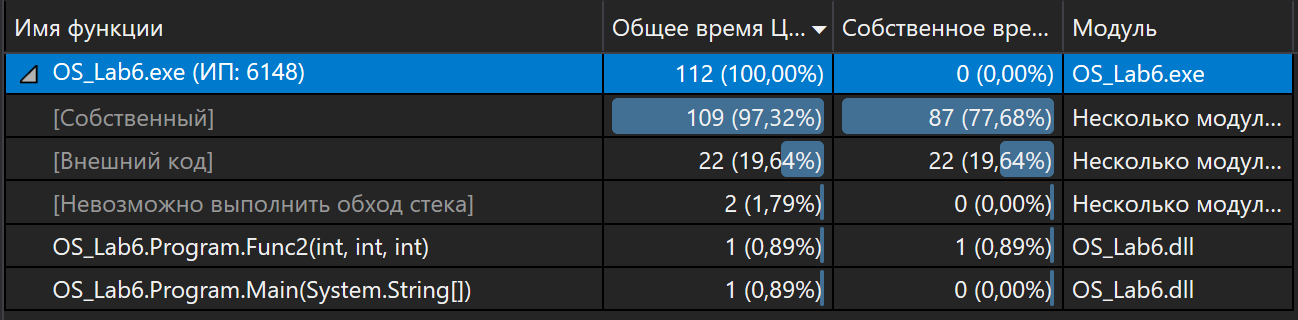 Имя функции Общее время Ц... Собственное вре... Модуль
OS_Lab6.exe (ИП: 6148) 112 (100,00%) 0 (0,00%) OS_Lab6.exe
[Собственный] 109 (97,32%) 87 (77,68%) Несколько модул...
[Внешний код] 22 (19,64%) 22 (19,64%) Несколько модул...
[Невозможно выполнить обход стека] 2 (1,79%) 0 (0,00%) Несколько модул...
OS_Lab6.Program.Func2(int, int, int) 1 (0,89%) 1 (0,89%) OS_Lab6.dll
OS_Lab6.Program.Main(System.String[]) 1 (0,89%) 0 (0,00%) OS_Lab6.dll